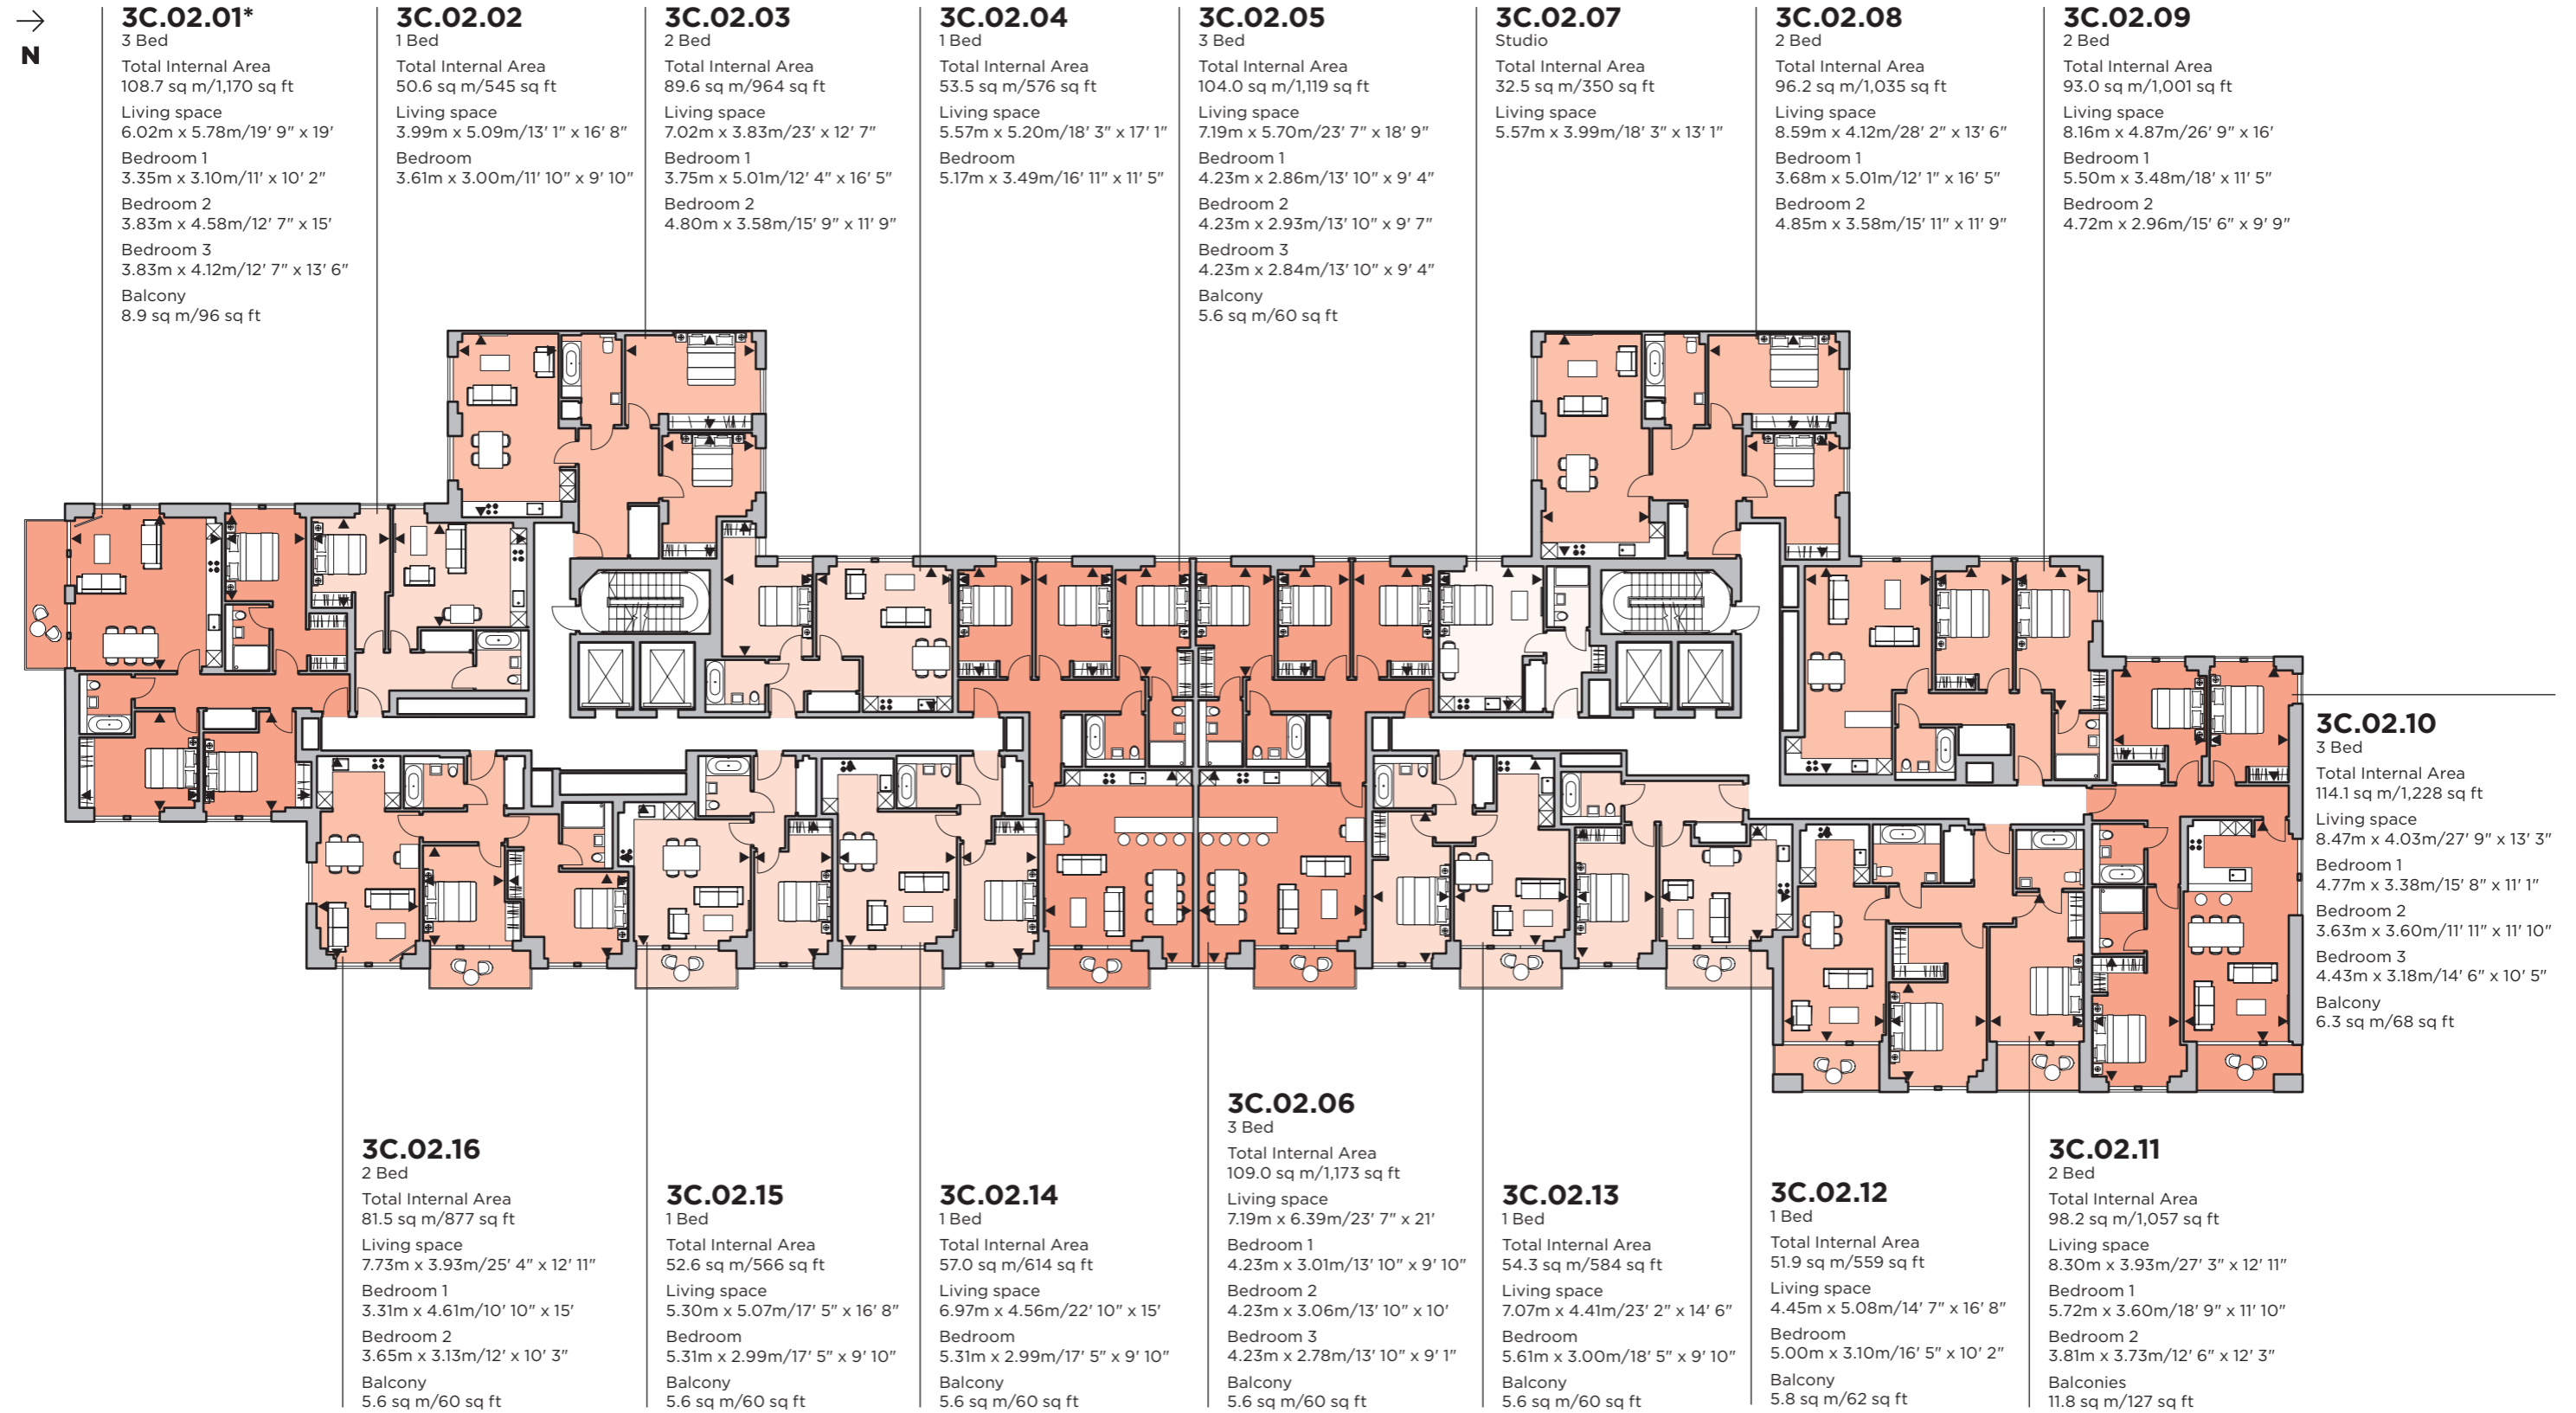 N
3C.02.01*
3 Bed
Total Internal Area
108.7 sq m/1,170 sq ft
Living space
6.02m x 5.78m/19' 9" x 19'
Bedroom 1
3.35m x 3.10m/11' x 10' 2"
Bedroom 2
3.83m x 4.58m/12' 7" x 15'
Bedroom 3
3.83m x 4.12m/12' 7" x 13' 6"
Balcony
8.9 sq m/96 sq ft
3C.02.02
1 Bed
Total Internal Area
50.6 sq m/545 sq ft
Living space
3.99m x 5.09m/13' 1" x 16' 8"
Bedroom
3.61m x 3.00m/11' 10" x 9' 10"
3C.02.03
2 Bed
Total Internal Area
89.6 sq m/964 sq ft
Living space
7.02m x 3.83m/23' x 12' 7"
Bedroom 1
3.75m x 5.01m/12' 4" x 16' 5"
Bedroom 2
4.80m x 3.58m/15' 9" x 11' 9"
3C.02.04
1 Bed
Total Internal Area
53.5 sq m/576 sq ft
Living space
5.57m x 5.20m/18' 3" x 17' 1"
Bedroom
5.17m x 3.49m/16' 11" x 11' 5"
3C.02.05
3 Bed
Total Internal Area
104.0 sq m/1,119 sq ft
Living space
7.19m x 5.70m/23' 7" x 18' 9"
Bedroom 1
4.23m x 2.86m/13' 10" x 9' 4"
Bedroom 2
4.23m x 2.93m/13' 10" x 9' 7"
Bedroom 3
4.23m x 2.84m/13' 10" x 9' 4"
Balcony
5.6 sq m/60 sq ft
3C.02.07
Studio
Total Internal Area
32.5 sq m/350 sq ft
Living space
5.57m x 3.99m/18' 3" x 13' 1"
3C.02.08
2 Bed
Total Internal Area
96.2 sq m/1,035 sq ft
Living space
8.59m x 4.12m/28' 2" x 13' 6"
Bedroom 1
3.68m x 5.01m/12' 1" x 16' 5"
Bedroom 2
4.85m x 3.58m/15' 11" x 11' 9"
3C.02.09
2 Bed
Total Internal Area
93.0 sq m/1,001 sq ft
Living space
8.16m x 4.87m/26' 9" x 16'
Bedroom 1
5.50m x 3.48m/18' x 11' 5"
Bedroom 2
4.72m x 2.96m/15' 6" x 9' 9"
3C.02.10
3 Bed
Total Internal Area
114.1 sq m/1,228 sq ft
Living space
8.47m x 4.03m/27' 9" x 13' 3"
Bedroom 1
4.77m x 3.38m/15' 8" x 11' 1"
Bedroom 2
3.63m x 3.60m/11' 11" x 11' 10"
Bedroom 3
4.43m x 3.18m/14' 6" x 10' 5"
Balcony
6.3 sq m/68 sq ft
3C.02.16
2 Bed
Total Internal Area
81.5 sq m/877 sq ft
Living space
7.73m x 3.93m/25' 4" x 12' 11"
Bedroom 1
3.31m x 4.61m/10' 10" x 15'
Bedroom 2
3.65m x 3.13m/12' x 10' 3"
Balcony
5.6 sq m/60 sq ft
3C.02.15
1 Bed
Total Internal Area
52.6 sq m/566 sq ft
Living space
5.30m x 5.07m/17' 5" x 16' 8"
Bedroom
5.31m x 2.99m/17' 5" x 9' 10"
Balcony
5.6 sq m/60 sq ft
3C.02.14
1 Bed
Total Internal Area
57.0 sq m/614 sq ft
Living space
6.97m x 4.56m/22' 10" x 15'
Bedroom
5.31m x 2.99m/17' 5" x 9' 10"
Balcony
5.6 sq m/60 sq ft
3C.02.06
3 Bed
Total Internal Area
109.0 sq m/1,173 sq ft
Living space
7.19m x 6.39m/23' 7" x 21'
Bedroom 1
4.23m x 3.01m/13' 10" x 9' 10"
Bedroom 2
4.23m x 3.06m/13' 10" x 10'
Bedroom 3
4.23m x 2.78m/13' 10" x 9' 1"
Balcony
5.6 sq m/60 sq ft
3C.02.13
1 Bed
Total Internal Area
54.3 sq m/584 sq ft
Living space
7.07m x 4.41m/23' 2" x 14' 6"
Bedroom
5.61m x 3.00m/18' 5" x 9' 10"
Balcony
5.6 sq m/60 sq ft
3C.02.12
1 Bed
Total Internal Area
51.9 sq m/559 sq ft
Living space
4.45m x 5.08m/14' 7" x 16' 8"
Bedroom
5.00m x 3.10m/16' 5" x 10' 2"
Balcony
5.8 sq m/62 sq ft
3C.02.11
2 Bed
Total Internal Area
98.2 sq m/1,057 sq ft
Living space
8.30m x 3.93m/27' 3" x 12' 11"
Bedroom 1
5.72m x 3.60m/18' 9" x 11' 10"
Bedroom 2
3.81m x 3.73m/12' 6" x 12' 3"
Balconies
11.8 sq m/127 sq ft